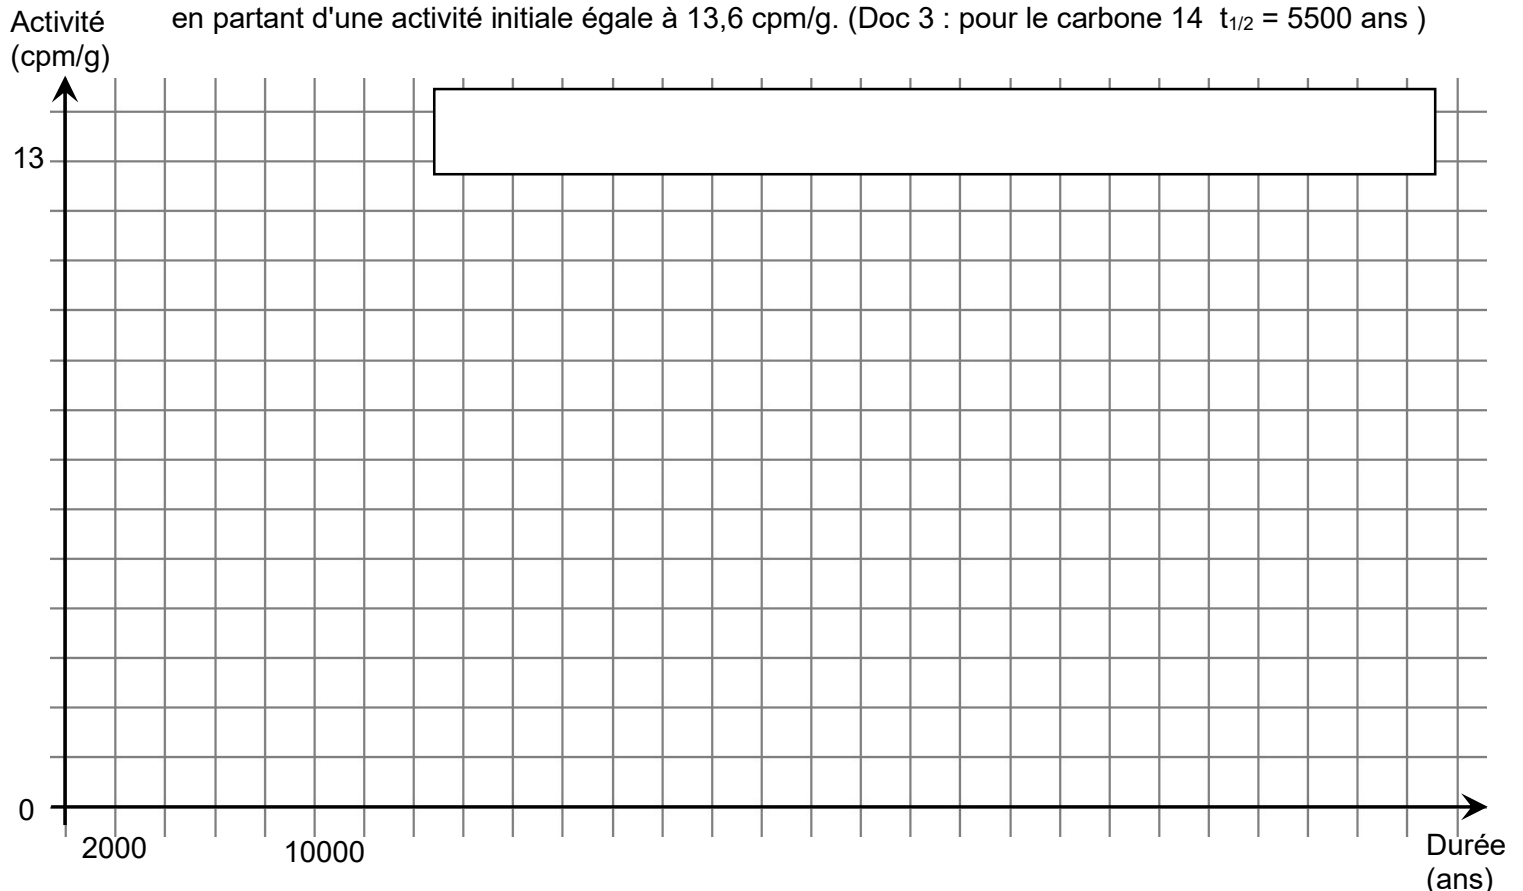 Activité en partant d'une activité initiale égale à 13,6 cpm/g. (Doc 3 : pour le carbone 14 t1/2 = 5500 ans )
(cpm/g)
13
0
2000 10000 Durée
(ans)